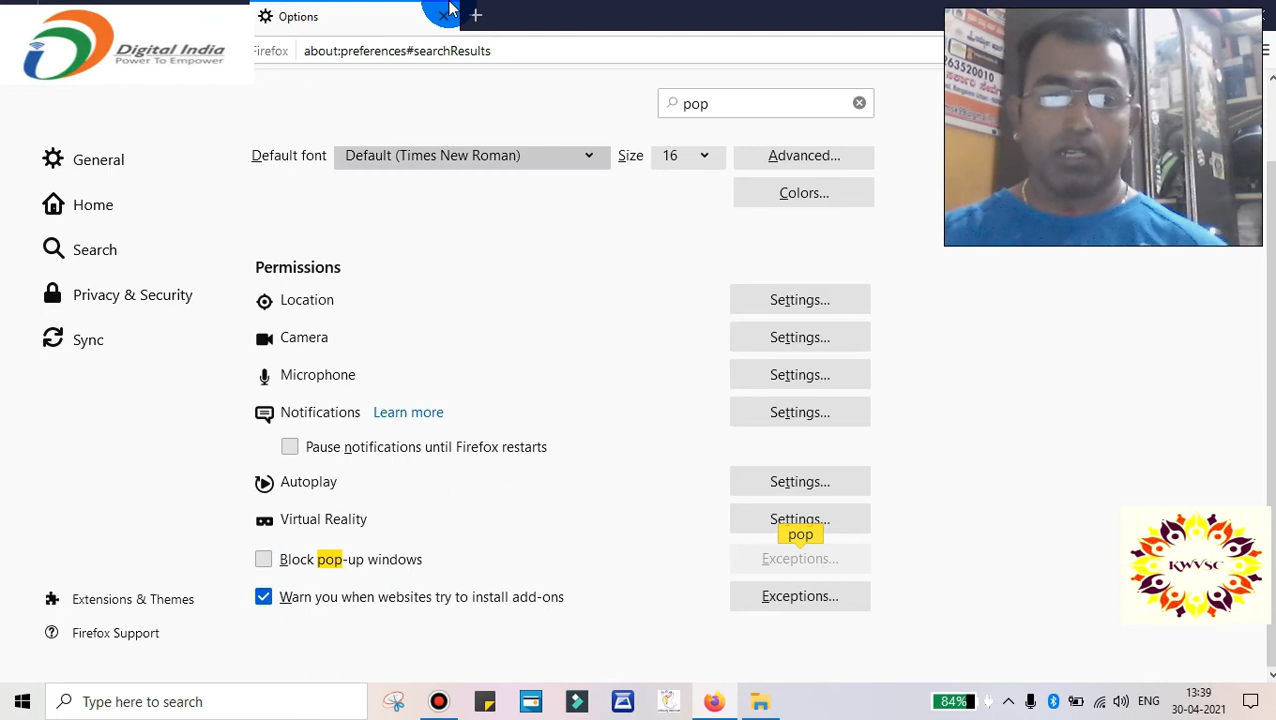 Options
Digital India
Power To Empower
Firefox
about:preferences#searchResults
263520010
pop
General
Default font
Default (Times New Roman)
Size
16
Advanced...
Home
Colors...
Search
Permissions
Privacy & Security
Location
Settings...
Sync
Camera
Settings...
Microphone
Settings...
Notifications
Learn more
Settings...
Pause notifications until Firefox restarts
Autoplay
Settings...
Virtual Reality
Settings...
pop
Block pop-up windows
Exceptions...
KWVSC
Extensions & Themes
Warn you when websites try to install add-ons
Exceptions...
Firefox Support
Type here to search
84%
ENG
13:39
30-04-2021